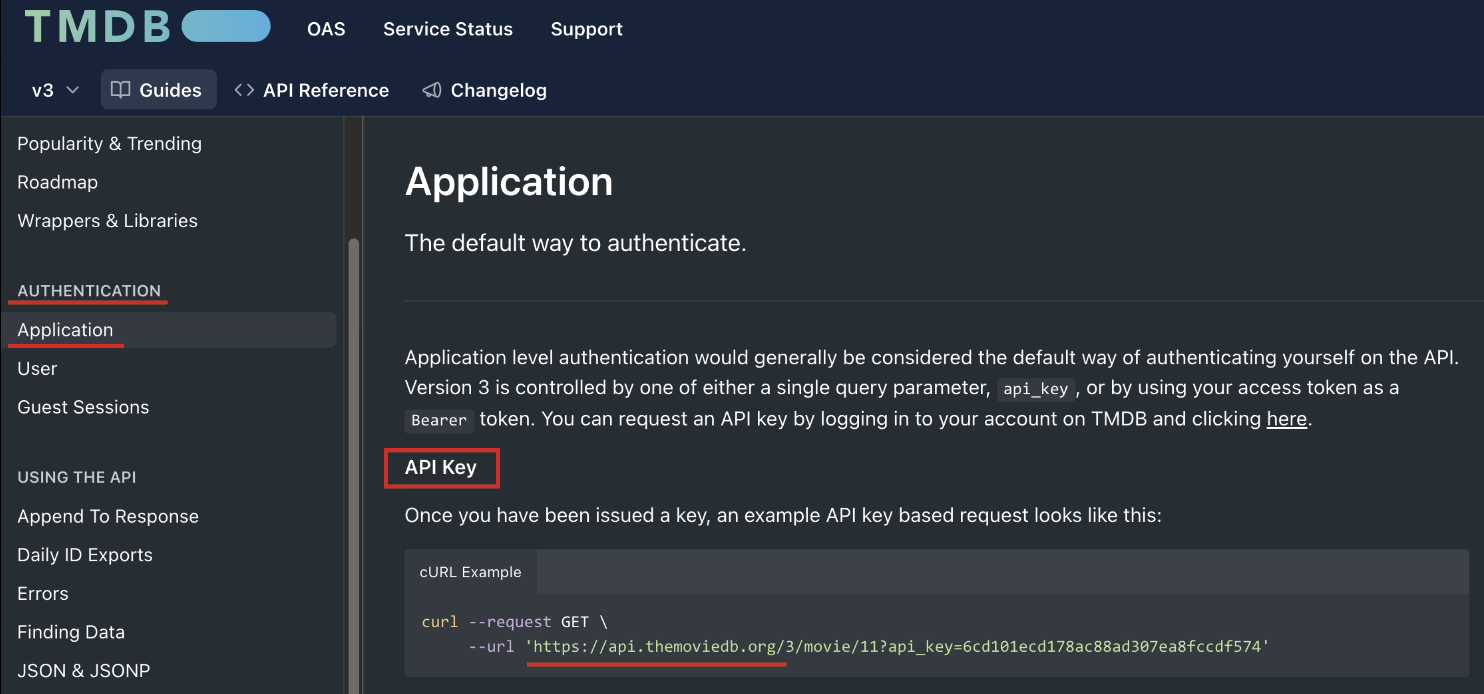 TMDB
OAS Service Status Support
v3 Guides <> API Reference Changelog
Popularity & Trending
Roadmap
Wrappers & Libraries
AUTHENTICATION
Application
User
Guest Sessions
USING THE API
Append To Response
Daily ID Exports
Errors
Finding Data
JSON & JSONP
Application
The default way to authenticate.
Application level authentication would generally be considered the default way of authenticating yourself on the API.
Version 3 is controlled by one of either a single query parameter, api_key, or by using your access token as a
Bearer token. You can request an API key by logging in to your account on TMDB and clicking here.
API Key
Once you have been issued a key, an example API key based request looks like this:
cURL Example
curl --request GET \
--url 'https://api.themoviedb.org/3/movie/11?api_key=6cd101ecd178ac88ad307ea8fccdf574'